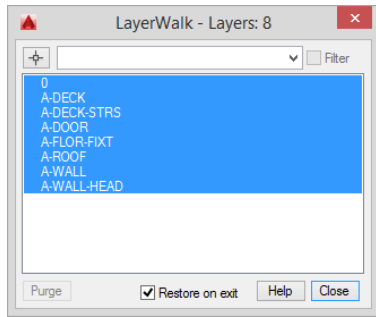 LayerWalk - Layers: 8
Filter
0
A-DECK
A-DECK-STRS
A-DOOR
A-FLOR-FIXT
A-ROOF
A-WALL
A-WALL-HEAD
Purge Restore on exit Help Close